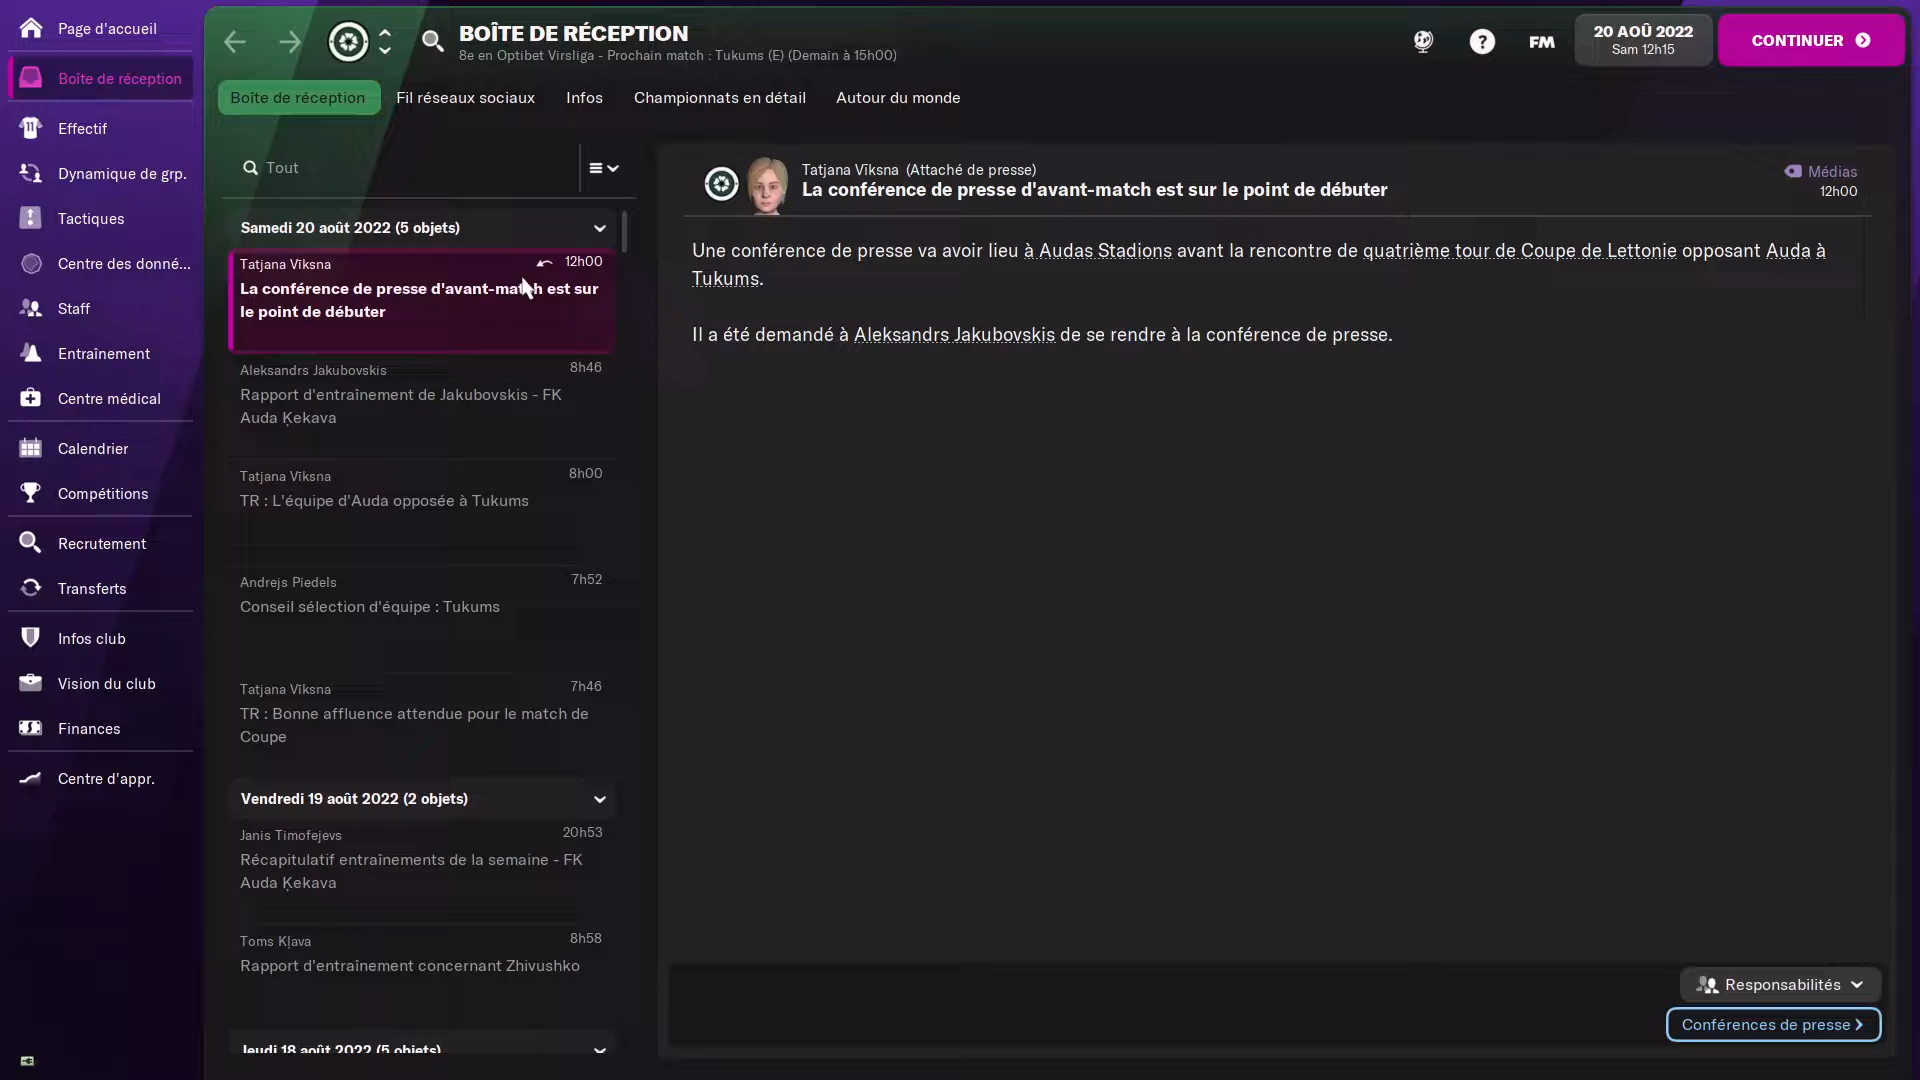 Page d'accueil
Boîte de réception
Effectif
Dynamique de grp.
Tactiques
Centre des donné...
Staff
Entraînement
Centre médical
Calendrier
Compétitions
Recrutement
Transferts
Infos club
Vision du club
Finances
Centre d'appr.
BOÎTE DE RÉCEPTION
8e en Optibet Virsliga - Prochain match : Tukums (E) (Demain à 15h00)
?
FM
20 AOÛ 2022
Sam 12h15
CONTINUER
Boîte de réception
Fil réseaux sociaux
Infos
Championnats en détail
Autour du monde
Tout
Samedi 20 août 2022 (5 objets)
Tatjana Vīksna 12h00
La conférence de presse d'avant-match est sur
le point de débuter
Aleksandrs Jakubovskis 8h46
Rapport d'entraînement de Jakubovskis - FK
Auda Ķekava
Tatjana Vīksna 8h00
TR : L'équipe d'Auda opposée à Tukums
Andrejs Piedels 7h52
Conseil sélection d'équipe : Tukums
Tatjana Vīksna 7h46
TR : Bonne affluence attendue pour le match de
Coupe
Vendredi 19 août 2022 (2 objets)
Janis Timofejevs 20h53
Récapitulatif entraînements de la semaine - FK
Auda Ķekava
Toms Kļava 8h58
Rapport d'entraînement concernant Zhivushko
Jeudi 18 août 2022 (5 objets)
Tatjana Vīksna (Attaché de presse)
La conférence de presse d'avant-match est sur le point de débuter
Médias
12h00
Une conférence de presse va avoir lieu à Audas Stadions avant la rencontre de quatrième tour de Coupe de Lettonie opposant Auda à
Tukums.
Il a été demandé à Aleksandrs Jakubovskis de se rendre à la conférence de presse.
Responsabilités
Conférences de presse